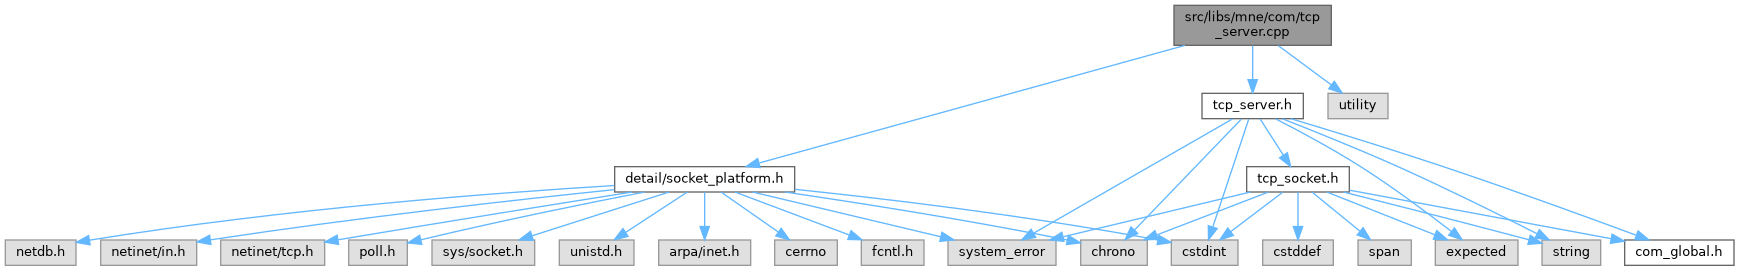 src/libs/mne/com/tcp
_server.cpp
tcp_server.h
utility
detail/socket_platform.h
tcp_socket.h
netdb.h
netinet/in.h
netinet/tcp.h
poll.h
sys/socket.h
unistd.h
arpa/inet.h
cerrno
fcntl.h
system_error
chrono
cstdint
cstddef
span
expected
string
com_global.h